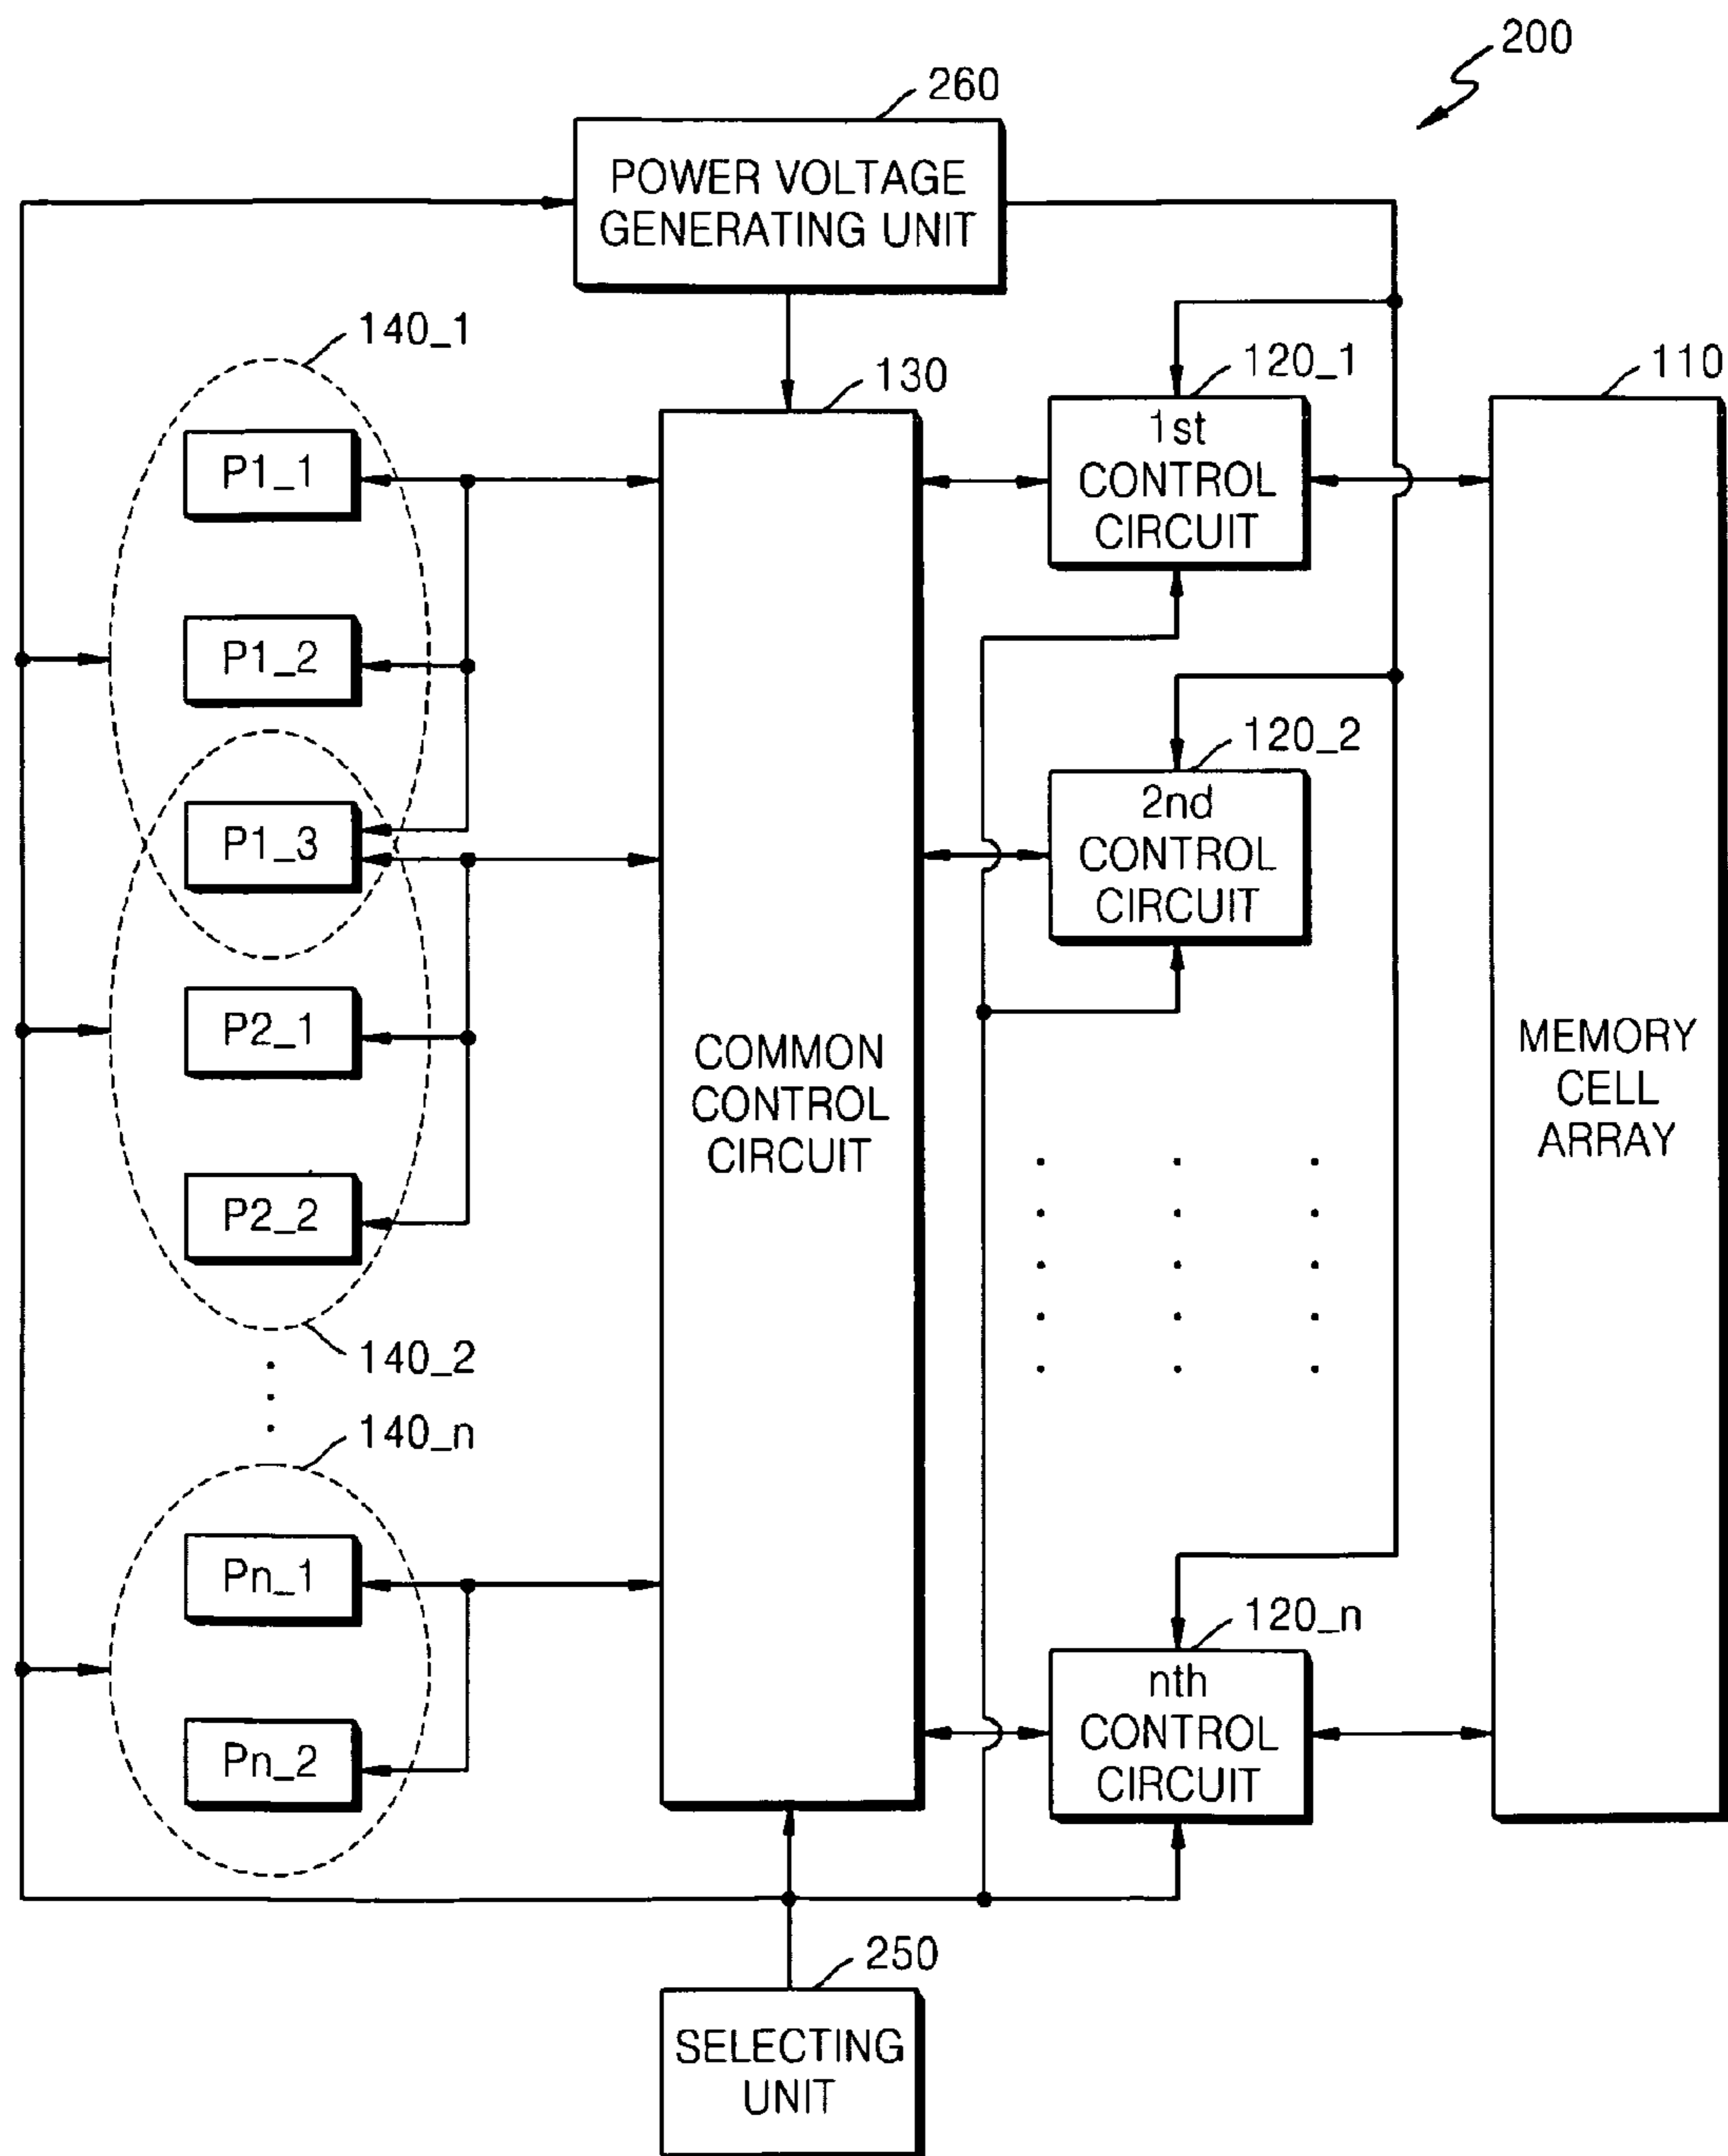 200
260
POWER VOLTAGE
GENERATING UNIT
140_1
130
120_1
110
P1_1
1st
CONTROL
CIRCUIT
P1_2
120_2
P1_3
2nd
CONTROL
CIRCUIT
P2_1
COMMON
CONTROL
CIRCUIT
MEMORY
CELL
ARRAY
P2_2
140_2
140_n
Pn_1
120_n
nth
CONTROL
CIRCUIT
Pn_2
250
SELECTING
UNIT